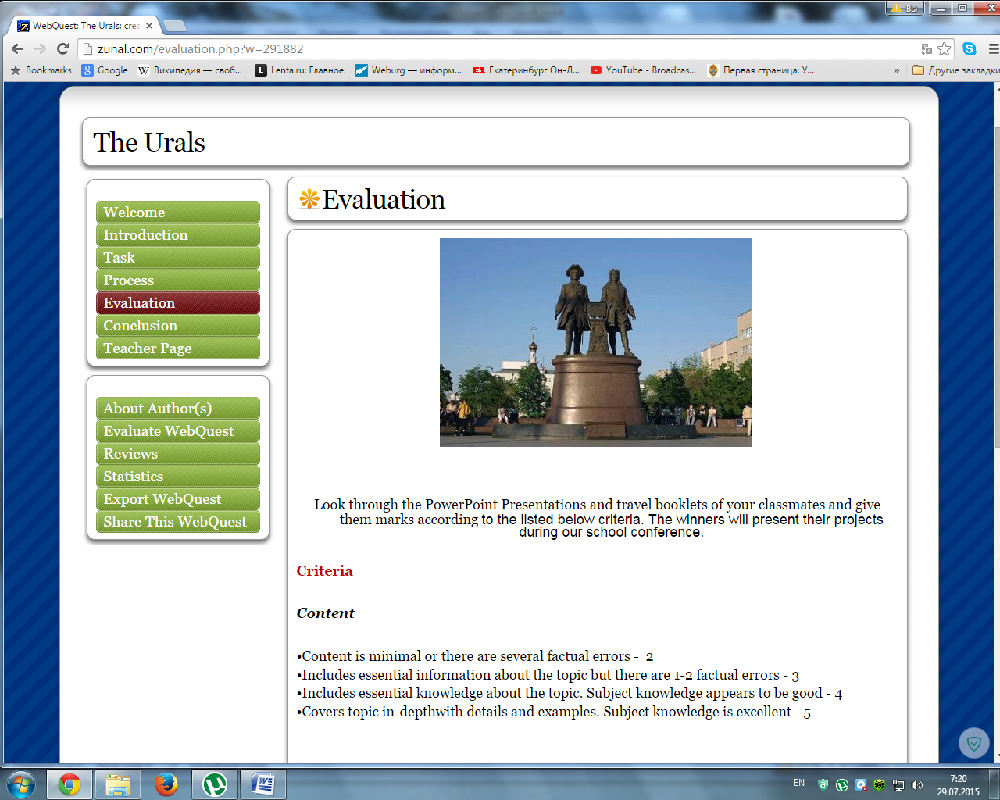 Вы
WebQuest: The Urals: crea
zunal.com/evaluation.php?w=291882
Bookmarks Google Википедия — своб... Lenta.ru: Главное: Weburg — информ... E1 Екатеринбург Он-Л... YouTube - Broadcas... Первая страница: У... » Другие закладки
The Urals
Welcome
Introduction
Task
Process
Evaluation
Conclusion
Teacher Page
About Author(s)
Evaluate WebQuest
Reviews
Statistics
Export WebQuest
Share This WebQuest
Evaluation
Look through the PowerPoint Presentations and travel booklets of your classmates and give
them marks according to the listed below criteria. The winners will present their projects
during our school conference.
Criteria
Content
•Content is minimal or there are several factual errors -  2
•Includes essential information about the topic but there are 1-2 factual errors - 3
•Includes essential knowledge about the topic. Subject knowledge appears to be good - 4
•Covers topic in-depthwith details and examples. Subject knowledge is excellent - 5
EN
7:20
29.07.2015